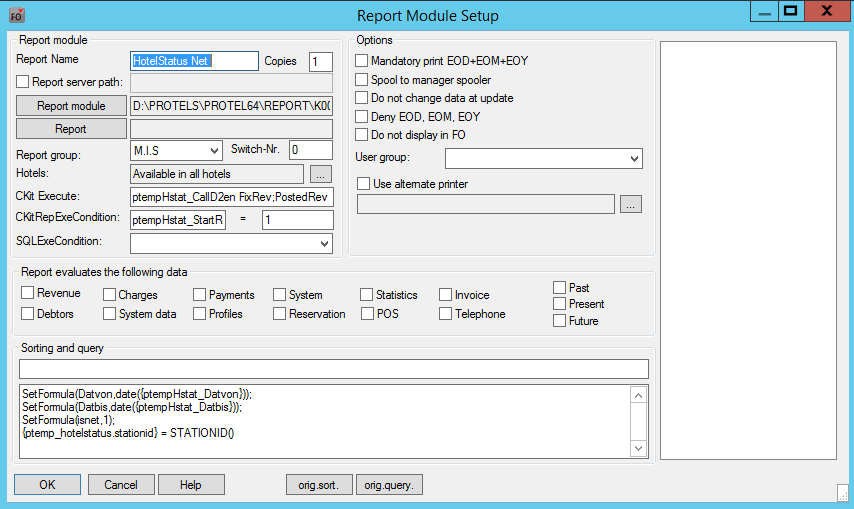 FO
Report Module Setup
Report module
Report Name HotelStatus Net Copies 1
Report server path:
Report module D:\PROTELS\PROTEL64\REPORT\K00
Report
Report group: M.I.S Switch-Nr. 0
Hotels: Available in all hotels ...
CKit Execute: ptempHstat_CallD2en FixRev;PostedRev
CKitRepExeCondition: ptempHstat_StartR = 1
SQLExeCondition:
Options
Mandatory print EOD+EOM+EOY
Spool to manager spooler
Do not change data at update
Deny EOD, EOM, EOY
Do not display in FO
User group:
Use alternate printer
...
Report evaluates the following data
Revenue Charges Payments System Statistics Invoice Past
Present
Debtors System data Profiles Reservation POS Telephone
Future
Sorting and query
SetFormula(Datvon,date({ptempHstat_Datvon}));
SetFormula(Datbis,date({ptempHstat_Datbis}));
SetFormula(isnet,1);
{ptemp_hotelstatus.stationid} = STATIONID()
OK Cancel Help orig.sort. orig.query.